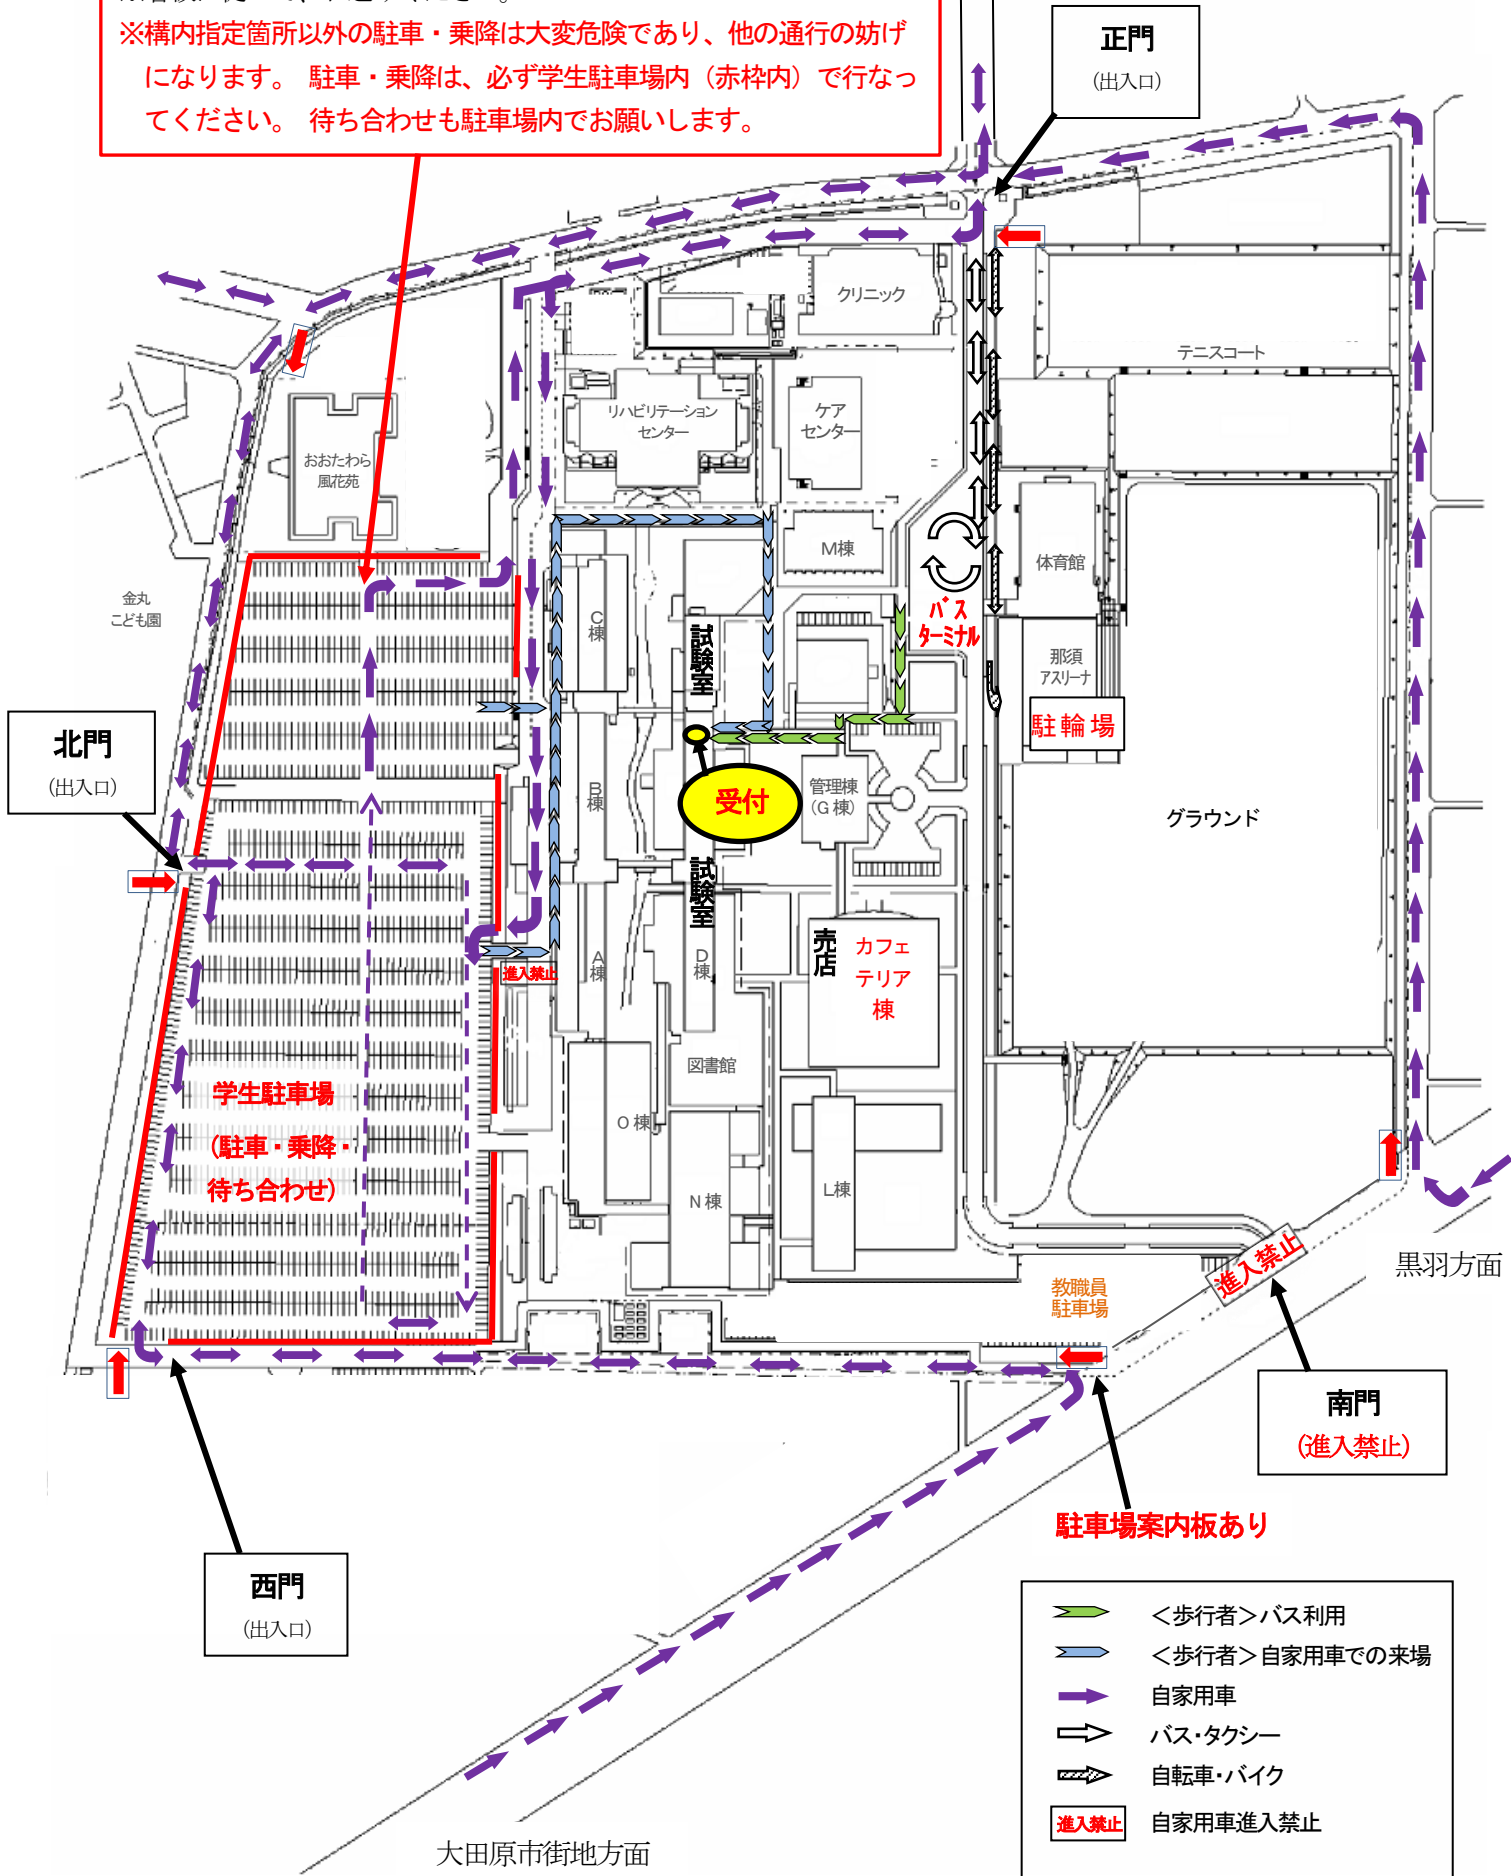 ※構内指定箇所以外の駐車・乗降は大変危険であり、他の通行の妨げ
になります。 駐車・乗降は、必ず学生駐車場内（赤枠内）で行なっ
てください。 待ち合わせも駐車場内でお願いします。
正門
（出入口）
クリニック
テニスコート
リハビリテーション
センター
ケア
センター
おおたわら
風花苑
M棟
体育館
金丸
こども園
C棟
試験室
バス
ターミナル
那須
アスリーナ
駐輪場
北門
（出入口）
B棟
受付
管理棟
（G棟）
グラウンド
試験室
A棟
D棟
売店
カフェ
テリア
棟
進入禁止
図書館
学生駐車場
（駐車・乗降・
待ち合わせ）
O棟
N棟
L棟
進入禁止
黒羽方面
教職員
駐車場
南門
（進入禁止）
駐車場案内板あり
西門
（出入口）
＜歩行者＞バス利用
＜歩行者＞自家用車での来場
自家用車
バス・タクシー
自転車・バイク
進入禁止 自家用車進入禁止
大田原市街地方面